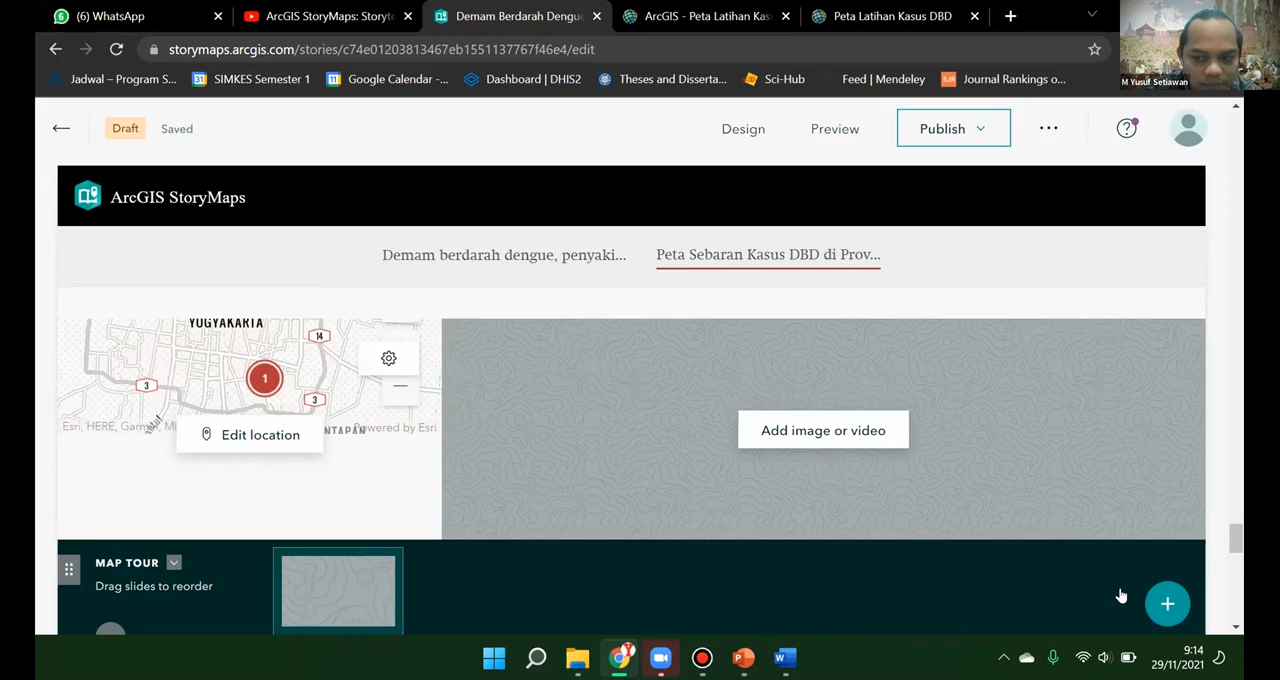 (6) WhatsApp
ArcGIS StoryMaps: Storyte
Demam Berdarah Dengue
ArcGIS - Peta Latihan Kas
Peta Latihan Kasus DBD
storymaps.arcgis.com/stories/c74e01203813467eb1551137767f46e4/edit
M Yusuf Setiawan
Jadwal – Program S...
SIMKES Semester 1
Google Calendar -...
Dashboard | DHIS2
Theses and Disserta...
Sci-Hub
Feed | Mendeley
Journal Rankings o...
Draft
Saved
Design
Preview
Publish
ArcGIS StoryMaps
Demam berdarah dengue, penyaki...
Peta Sebaran Kasus DBD di Prov...
YOGYAKARTA
14
1
3
3
Esri, HERE, Garm
Powered by Esri
Edit location
Add image or video
MAP TOUR
Drag slides to reorder
9:14
29/11/2021